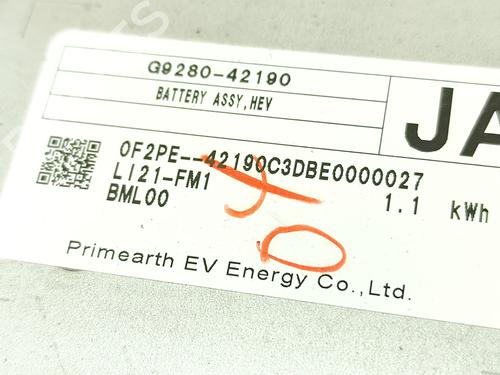 G9280-42190
BATTERY ASSY,HEV
JA
0F2PE--42190C3DBE0000027
LI21-FM1
1.1 kWh
BML00
Primearth EV Energy Co.,Ltd.